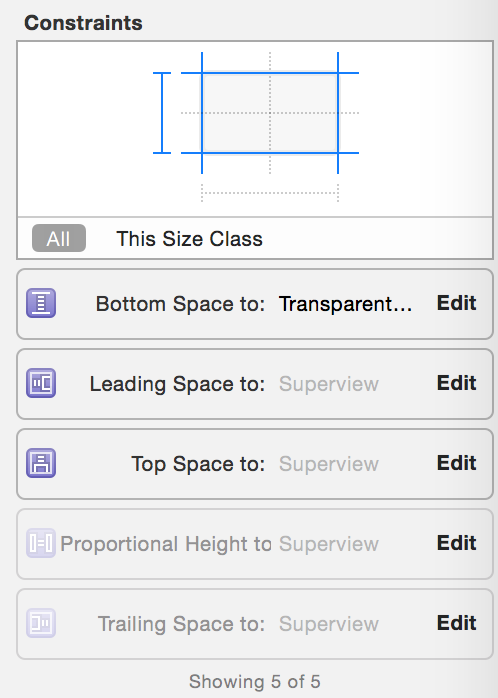 Constraints
All This Size Class
Bottom Space to: Transparent... Edit
Leading Space to: Superview Edit
Top Space to: Superview Edit
Proportional Height to Superview Edit
Trailing Space to: Superview Edit
Showing 5 of 5